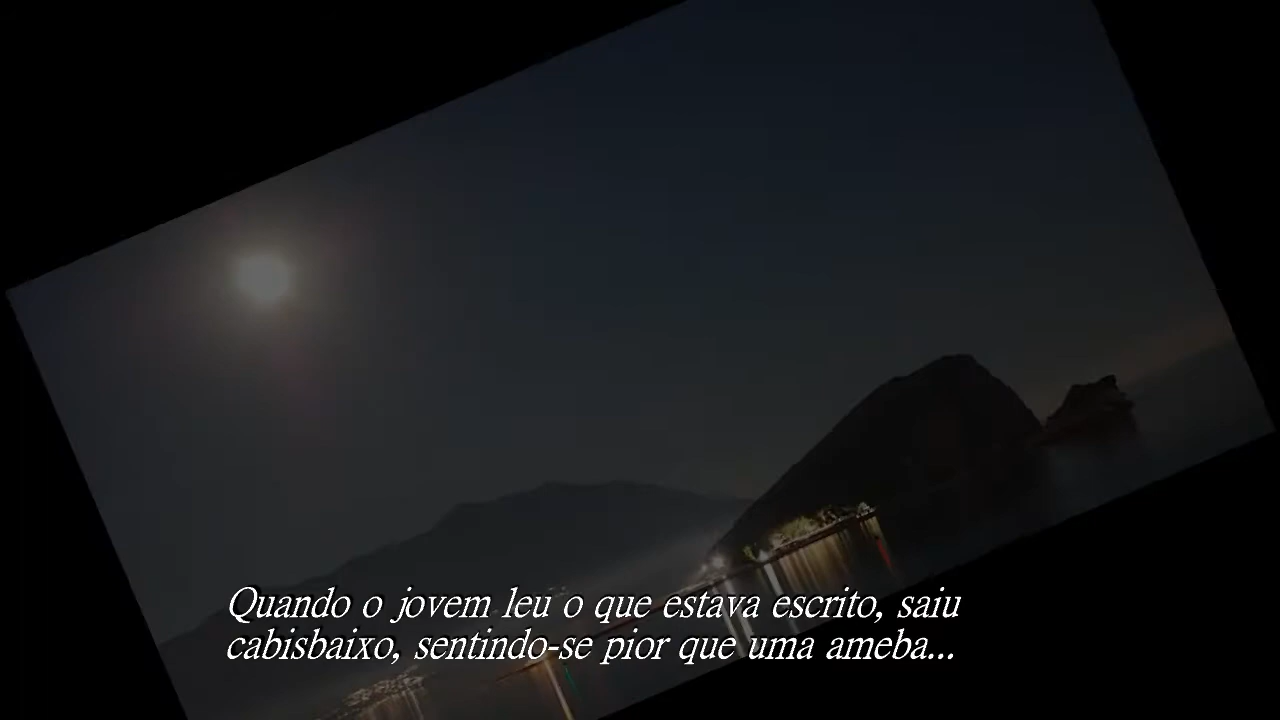 Quando o jovem leu o que estava escrito, saiu
cabisbaixo, sentindo-se pior que uma ameba...